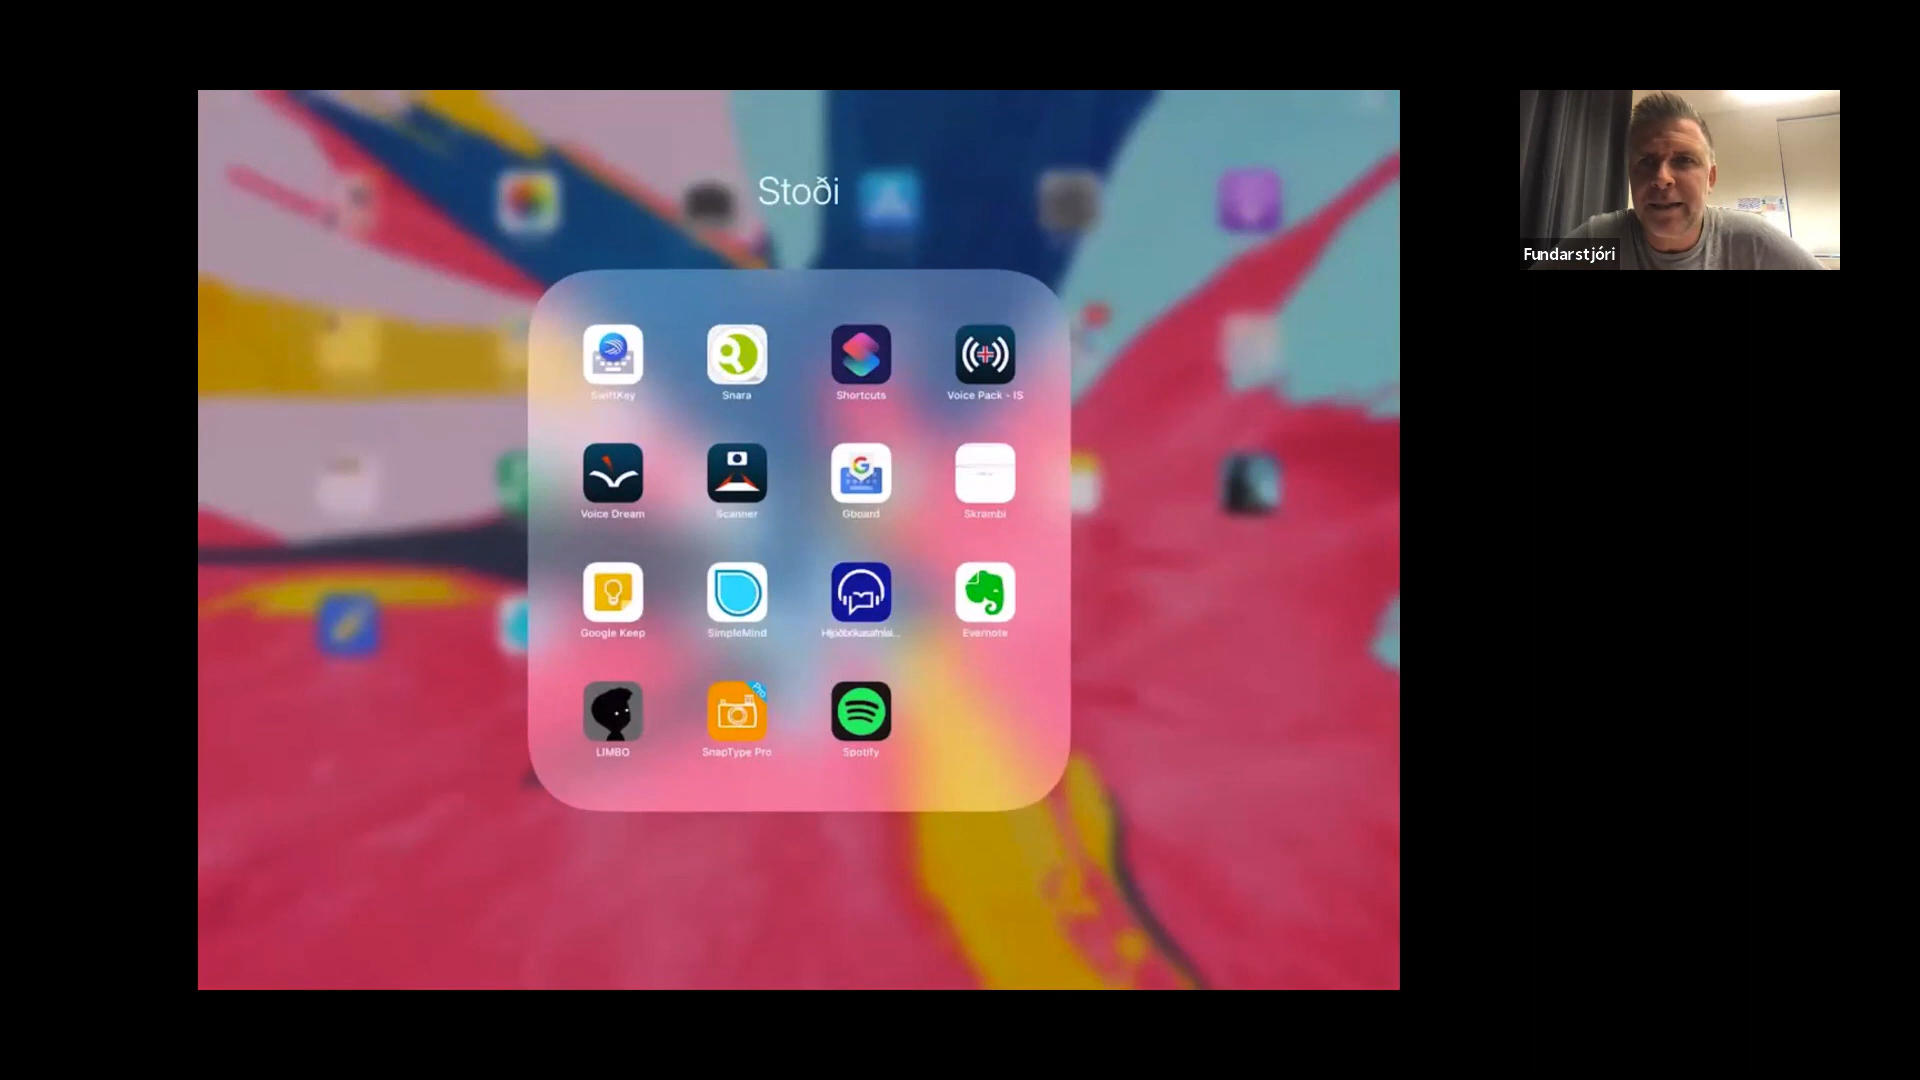 Stoði
Fundarstjóri
SwiftKey
Snara
Shortcuts
Voice Pack - IS
Voice Dream
Scanner
Gboard
Skrambi
Google Keep
SimpleMind
Evernote
LIMBO
SnapType Pro
Pro
Spotify